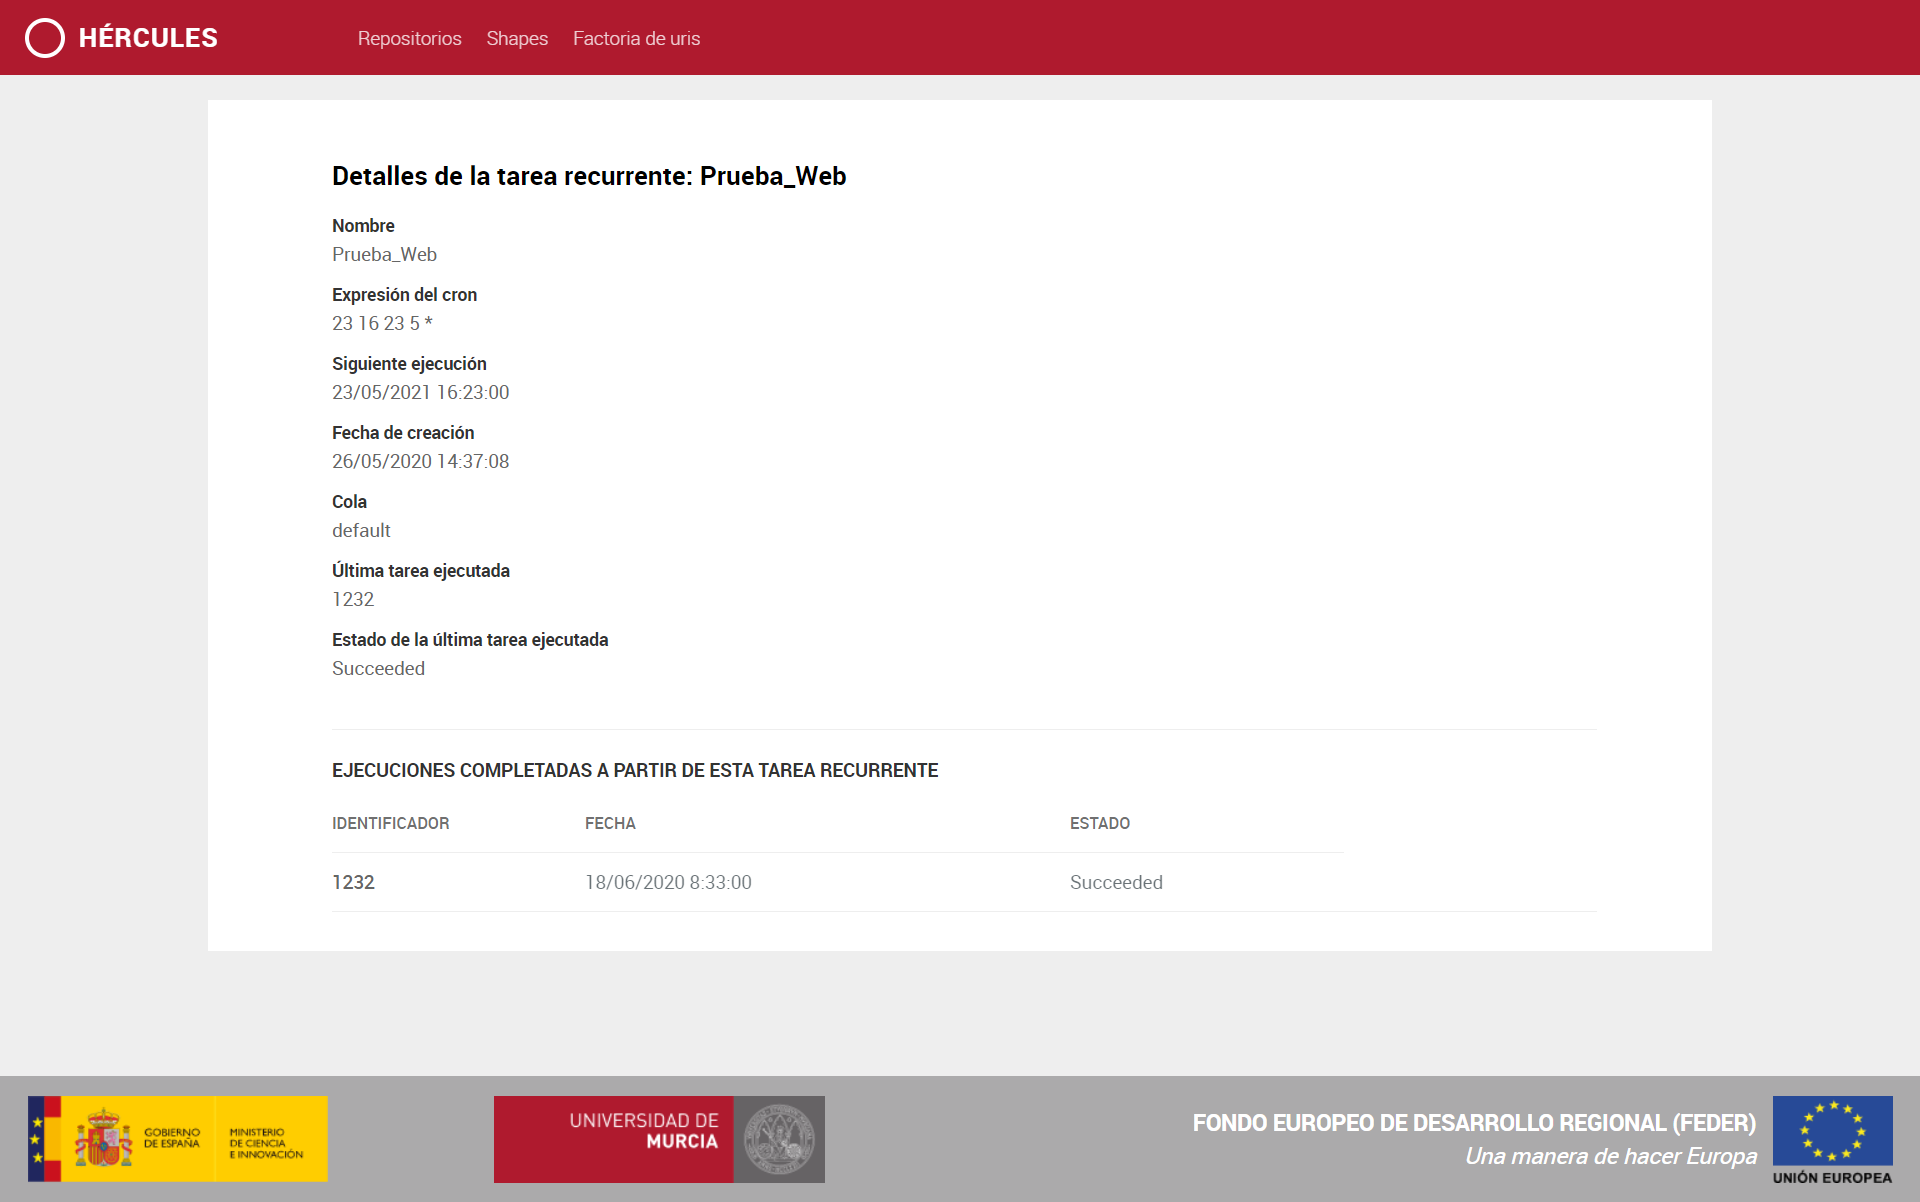 HÉRCULES
Repositorios Shapes Factoria de uris
Detalles de la tarea recurrente: Prueba_Web
Nombre
Prueba_Web
Expresión del cron
23 16 23 5 *
Siguiente ejecución
23/05/2021 16:23:00
Fecha de creación
26/05/2020 14:37:08
Cola
default
Última tarea ejecutada
1232
Estado de la última tarea ejecutada
Succeeded
EJECUCIONES COMPLETADAS A PARTIR DE ESTA TAREA RECURRENTE
IDENTIFICADOR FECHA ESTADO
1232 18/06/2020 8:33:00 Succeeded
GOBIERNO
DE ESPAÑA
MINISTERIO
DE CIENCIA
E INNOVACIÓN
UNIVERSIDAD DE
MURCIA
FONDO EUROPEO DE DESARROLLO REGIONAL (FEDER)
Una manera de hacer Europa
UNIÓN EUROPEA